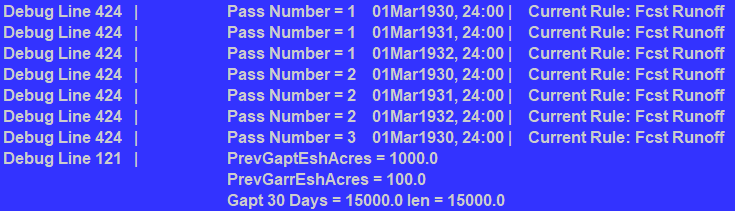 Debug Line 424 | Pass Number = 1 01Mar1930, 24:00 | Current Rule: Fcst Runoff
Debug Line 424 | Pass Number = 1 01Mar1931, 24:00 | Current Rule: Fcst Runoff
Debug Line 424 | Pass Number = 1 01Mar1932, 24:00 | Current Rule: Fcst Runoff
Debug Line 424 | Pass Number = 2 01Mar1930, 24:00 | Current Rule: Fcst Runoff
Debug Line 424 | Pass Number = 2 01Mar1931, 24:00 | Current Rule: Fcst Runoff
Debug Line 424 | Pass Number = 2 01Mar1932, 24:00 | Current Rule: Fcst Runoff
Debug Line 424 | Pass Number = 3 01Mar1930, 24:00 | Current Rule: Fcst Runoff
Debug Line 121 | PrevGaptEshAcres = 1000.0
PrevGarrEshAcres = 100.0
Gapt 30 Days = 15000.0 len = 15000.0